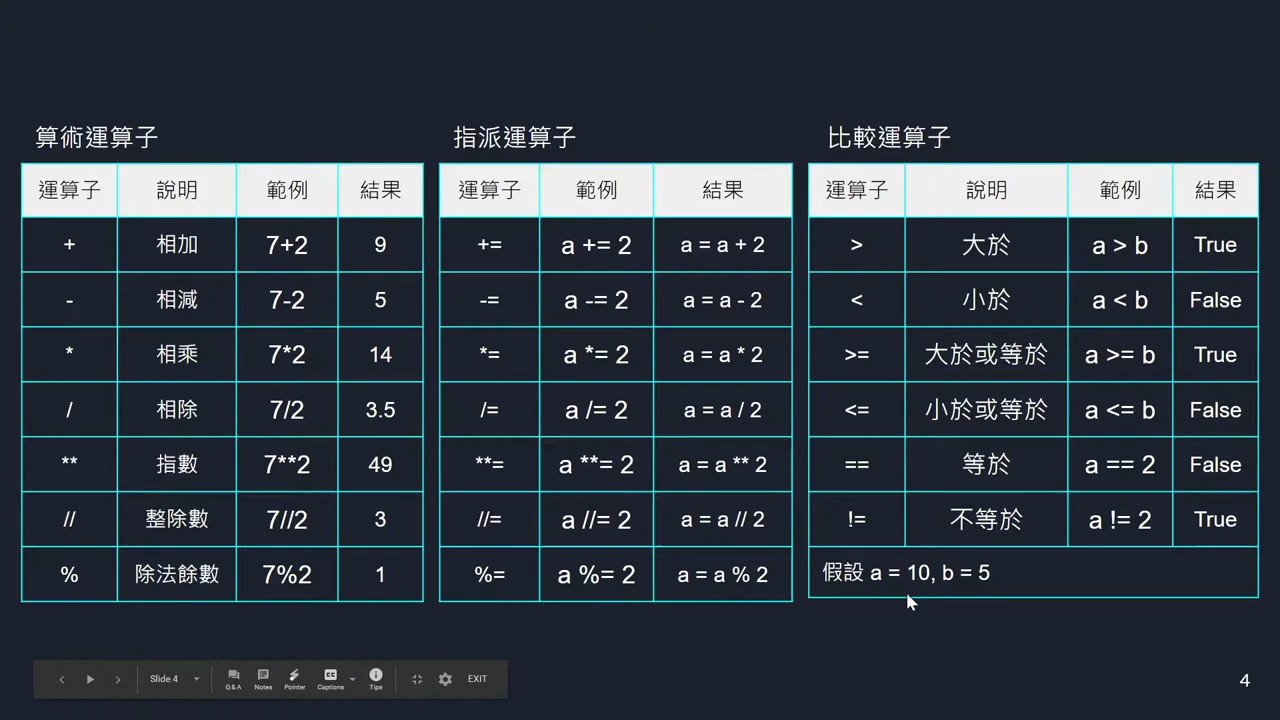 算術運算子
運算子 說明 範例 結果
+ 相加 7+2 9
- 相減 7-2 5
* 相乘 7*2 14
/ 相除 7/2 3.5
** 指數 7**2 49
// 整除數 7//2 3
% 除法餘數 7%2 1
指派運算子
運算子 範例 結果
+= a += 2 a = a + 2
-= a -= 2 a = a - 2
*= a *= 2 a = a * 2
/= a /= 2 a = a / 2
**= a **= 2 a = a ** 2
//= a //= 2 a = a // 2
%= a %= 2 a = a % 2
比較運算子
運算子 說明 範例 結果
> 大於 a > b True
< 小於 a < b False
>= 大於或等於 a >= b True
<= 小於或等於 a <= b False
== 等於 a == 2 False
!= 不等於 a != 2 True
假設 a = 10, b = 5
Slide 4 Q&A Notes Pointer Captions Tips EXIT
4